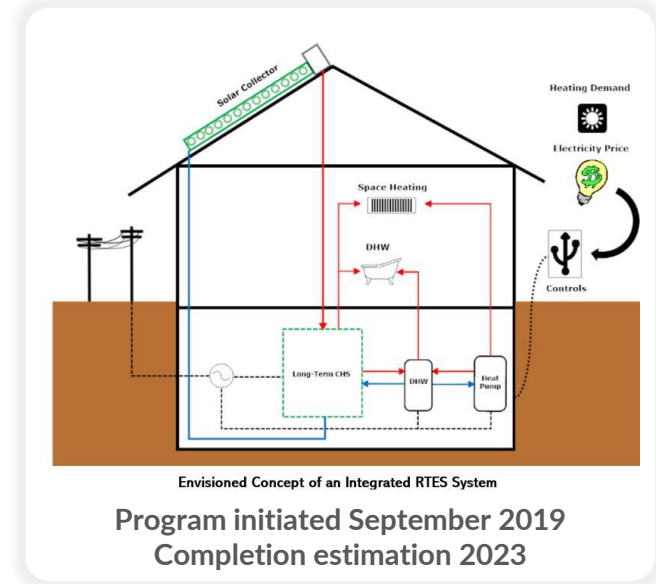 Solar Collector
Heating Demand
Electricity Price
Space Heating
DHW
Controls
Long-Term CHS
DHW
Heat
Pump
Envisioned Concept of an Integrated RTES System
Program initiated September 2019
Completion estimation 2023